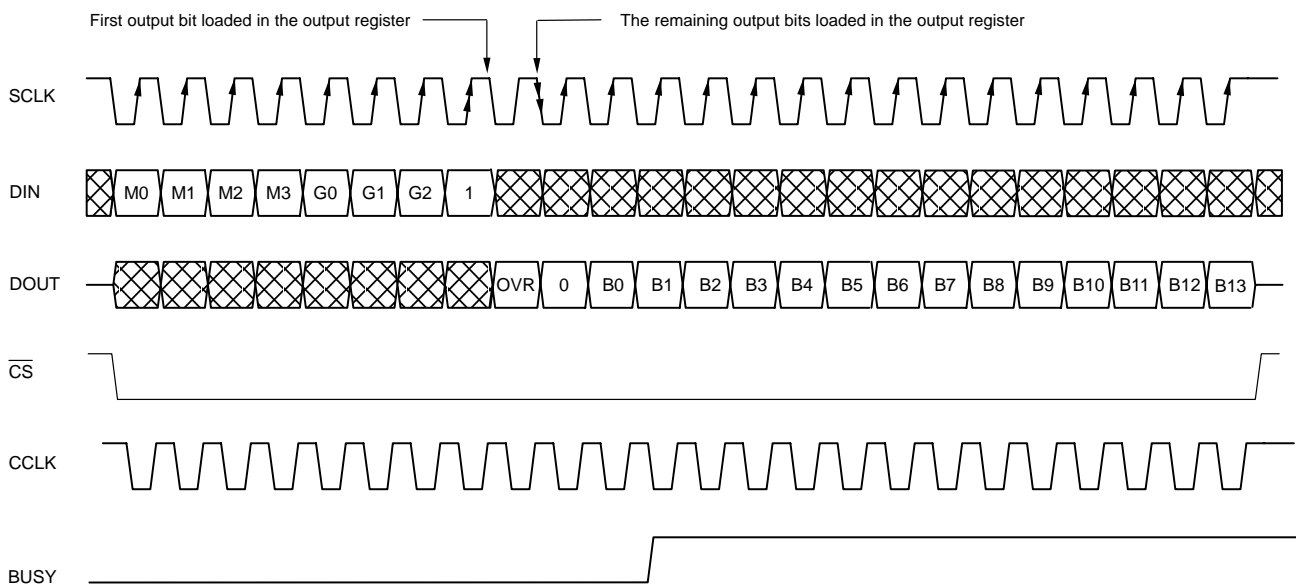 First output bit loaded in the output register
The remaining output bits loaded in the output register
SCLK
DIN M0 M1 M2 M3 G0 G1 G2 1
DOUT OVR 0 B0 B1 B2 B3 B4 B5 B6 B7 B8 B9 B10 B11 B12 B13
CS
CCLK
BUSY